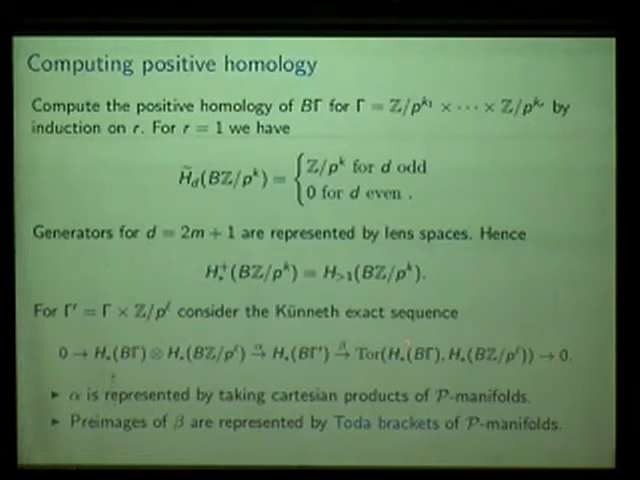 Computing positive homology
Compute the positive homology of BΓ for Γ = ℤ/p^{k₁} × ⋯ × ℤ/p^{kᵣ} by
induction on r. For r = 1 we have
H̃_d(Bℤ/p^k) = { ℤ/p^k for d odd
0 for d even .
Generators for d = 2m + 1 are represented by lens spaces. Hence
H_*^+(Bℤ/p^k) = H_{>1}(Bℤ/p^k).
For Γ′ = Γ × ℤ/p^ℓ consider the Künneth exact sequence
0 → H_*(BΓ) ⊗ H_*(Bℤ/p^ℓ) →^α H_*(BΓ′) →^β Tor(H_*(BΓ), H_*(Bℤ/p^ℓ)) → 0.
► α is represented by taking cartesian products of 𝒫-manifolds.
► Preimages of β are represented by Toda brackets of 𝒫-manifolds.